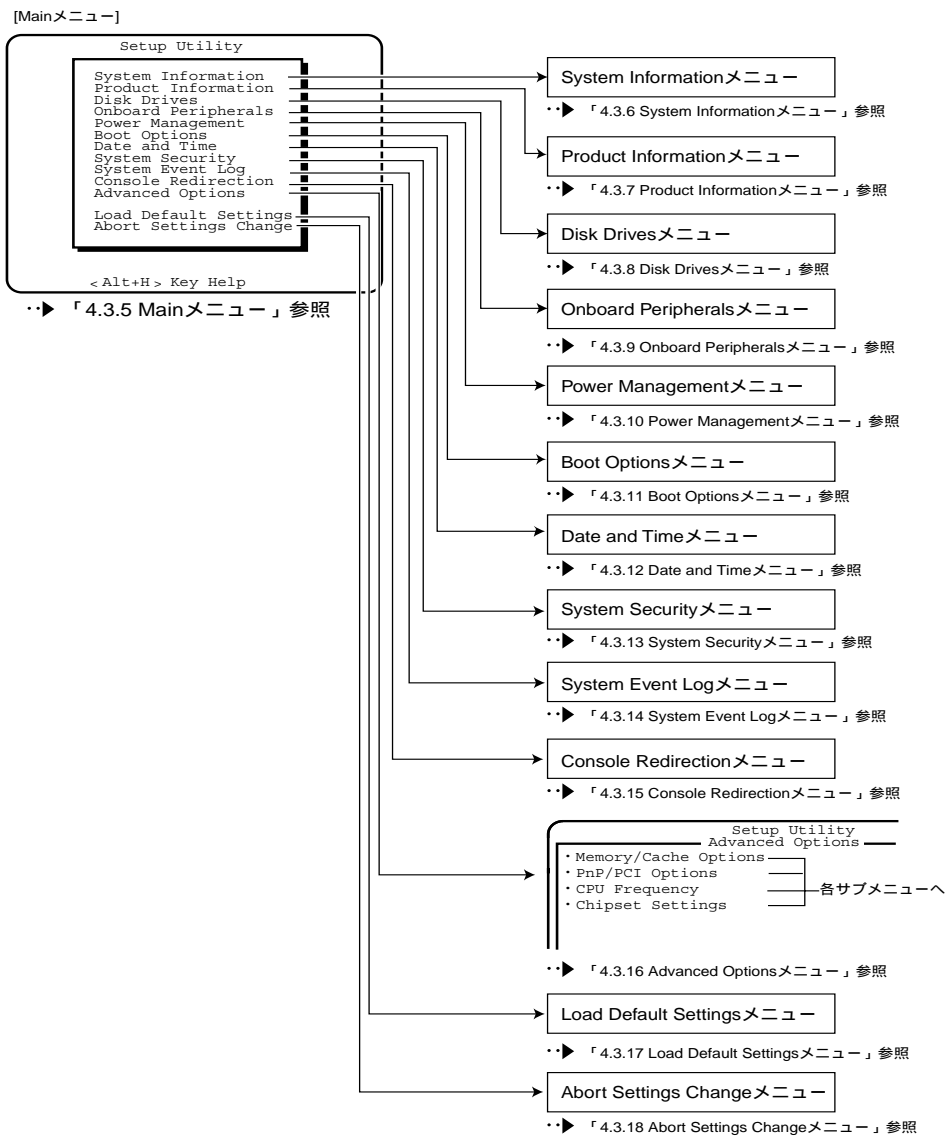 [Mainメニュー]
Setup Utility
System Information
Product Information
Disk Drives
Onboard Peripherals
Power Management
Boot Options
Date and Time
System Security
System Event Log
Console Redirection
Advanced Options
Load Default Settings
Abort Settings Change
<Alt+H> Key Help
「4.3.5 Mainメニュー」参照
System Informationメニュー
「4.3.6 System Informationメニュー」参照
Product Informationメニュー
「4.3.7 Product Informationメニュー」参照
Disk Drivesメニュー
「4.3.8 Disk Drivesメニュー」参照
Onboard Peripheralsメニュー
「4.3.9 Onboard Peripheralsメニュー」参照
Power Managementメニュー
「4.3.10 Power Managementメニュー」参照
Boot Optionsメニュー
「4.3.11 Boot Optionsメニュー」参照
Date and Timeメニュー
「4.3.12 Date and Timeメニュー」参照
System Securityメニュー
「4.3.13 System Securityメニュー」参照
System Event Logメニュー
「4.3.14 System Event Logメニュー」参照
Console Redirectionメニュー
「4.3.15 Console Redirectionメニュー」参照
Setup Utility
Advanced Options
・Memory/Cache Options
・PnP/PCI Options
・CPU Frequency
・Chipset Settings
各サブメニューへ
「4.3.16 Advanced Optionsメニュー」参照
Load Default Settingsメニュー
「4.3.17 Load Default Settingsメニュー」参照
Abort Settings Changeメニュー
「4.3.18 Abort Settings Changeメニュー」参照